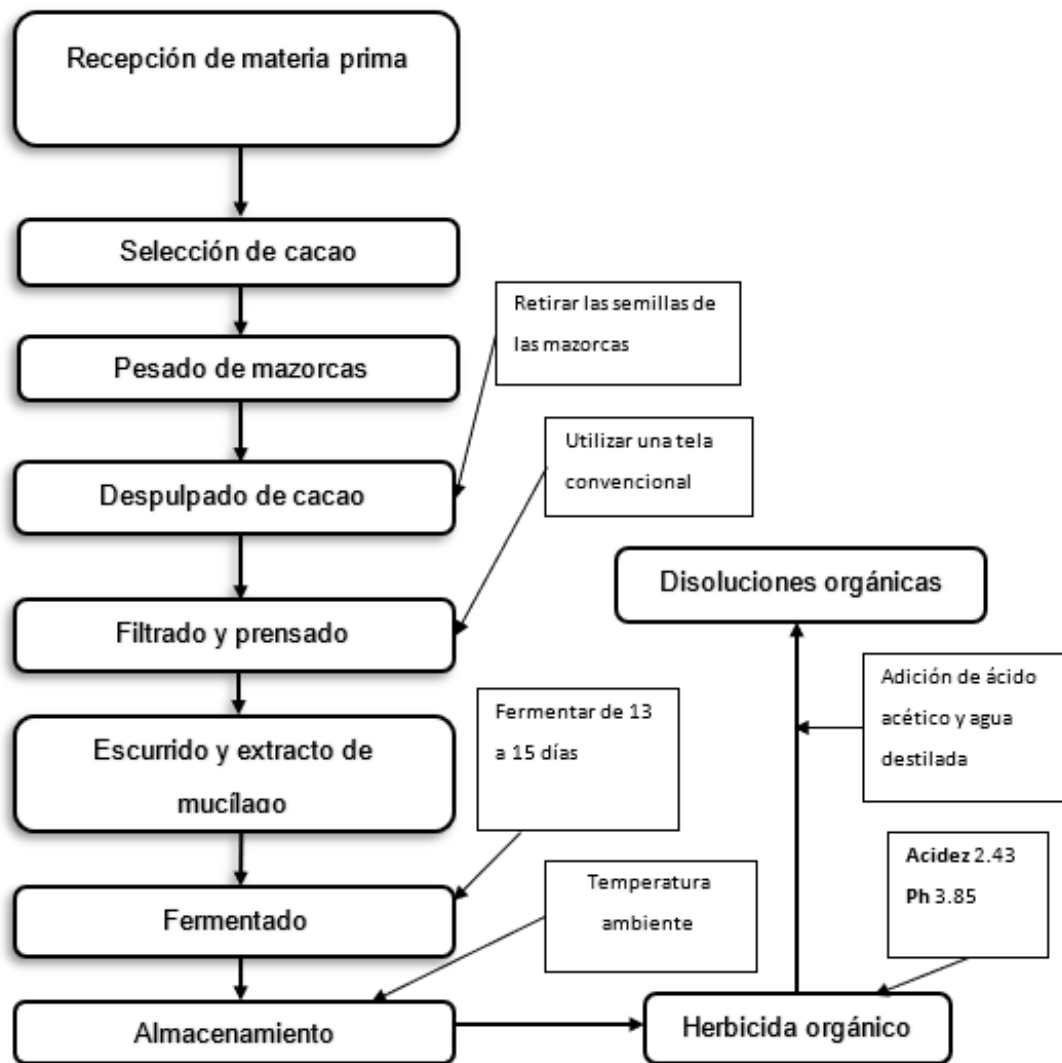 Recepción de materia prima
Selección de cacao
Retirar las semillas de
las mazorcas
Pesado de mazorcas
Utilizar una tela
convencional
Despulpado de cacao
Disoluciones orgánicas
Filtrado y prensado
Adición de ácido
acético y agua
destilada
Fermentar de 13
a 15 días
Escurrido y extracto de
mucílago
Acidez 2.43
Ph 3.85
Temperatura
ambiente
Fermentado
Almacenamiento
Herbicida orgánico